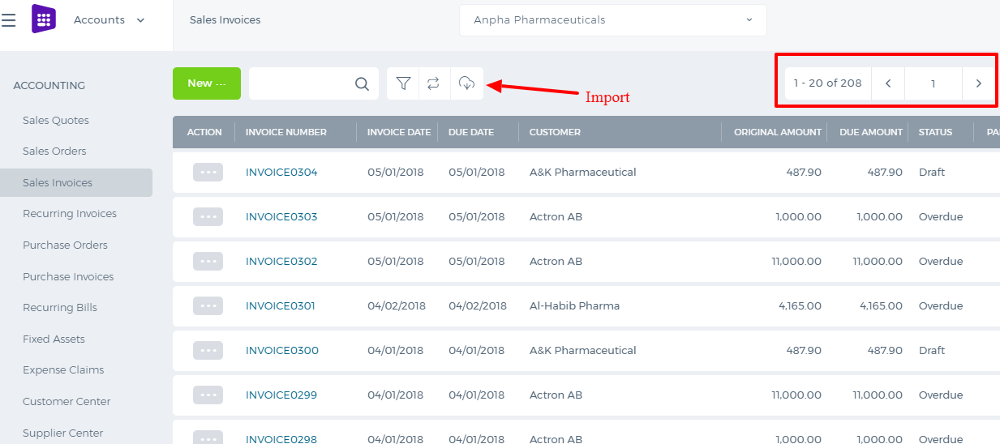 Accounts
Sales Invoices
Anpha Pharmaceuticals
ACCOUNTING
Sales Quotes
Sales Orders
Sales Invoices
Recurring Invoices
Purchase Orders
Purchase Invoices
Recurring Bills
Fixed Assets
Expense Claims
Customer Center
Supplier Center
New ---
Import
1 - 20 of 208 < 1 >
ACTION INVOICE NUMBER INVOICE DATE DUE DATE CUSTOMER ORIGINAL AMOUNT DUE AMOUNT STATUS PA
INVOICE0304 05/01/2018 05/01/2018 A&K Pharmaceutical 487.90 487.90 Draft
INVOICE0303 05/01/2018 05/01/2018 Actron AB 1,000.00 1,000.00 Overdue
INVOICE0302 05/01/2018 05/01/2018 Actron AB 11,000.00 11,000.00 Overdue
INVOICE0301 04/02/2018 04/02/2018 Al-Habib Pharma 4,165.00 4,165.00 Overdue
INVOICE0300 04/01/2018 04/01/2018 A&K Pharmaceutical 487.90 487.90 Draft
INVOICE0299 04/01/2018 04/01/2018 Actron AB 11,000.00 11,000.00 Overdue
INVOICE0298 04/01/2018 04/01/2018 Actron AB 1,000.00 1,000.00 Overdue